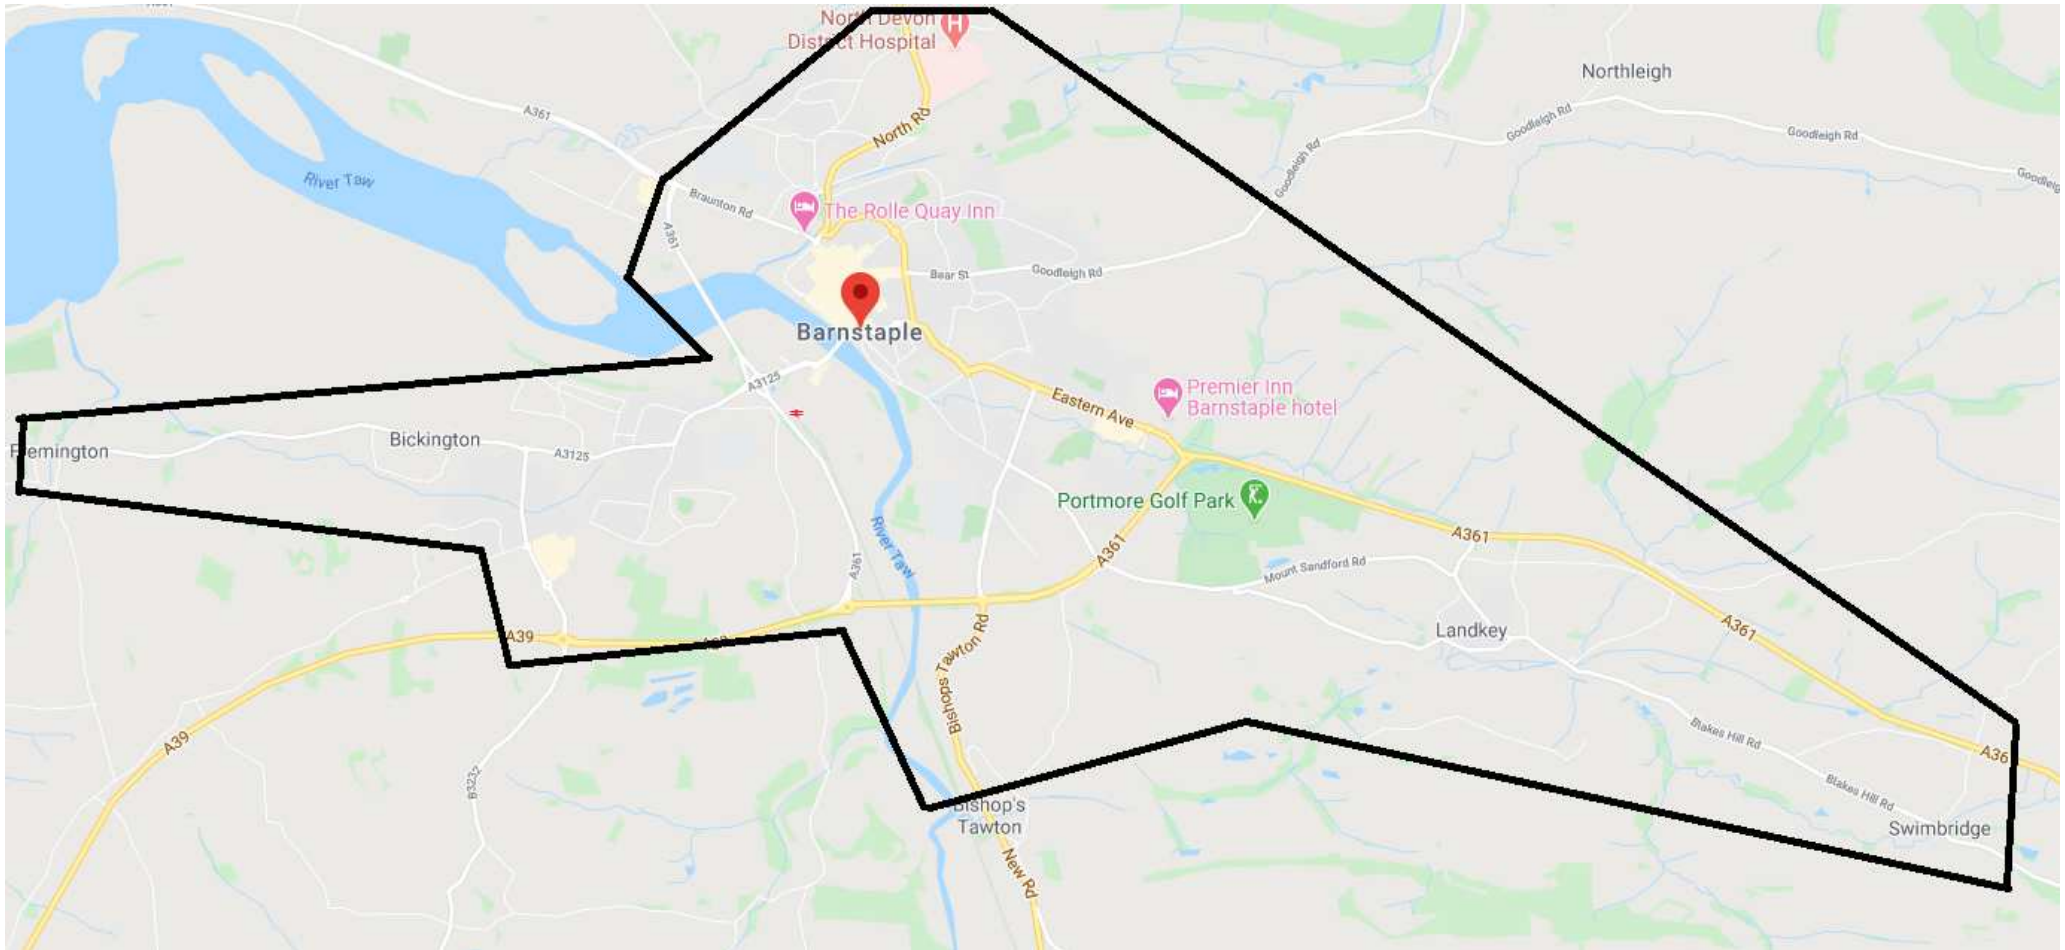 North Devon
District Hospital
Northleigh
A361
Goodleigh Rd
Goodleigh Rd
North Rd
Goodleigh Rd
River Taw
Braunton Rd
The Rolle Quay Inn
A361
Bear St
Goodleigh Rd
Barnstaple
A3125
Premier Inn
Barnstaple hotel
Eastern Ave
Bickington
Flemington
A3125
Portmore Golf Park
A361
River Taw
A361
A361
Mount Sandford Rd
A39
Landkey
A361
Bishops Tawton Rd
A39
Blakes Hill Rd
A36
B3232
Blakes Hill Rd
Bishop's
Tawton
Swimbridge
New Rd